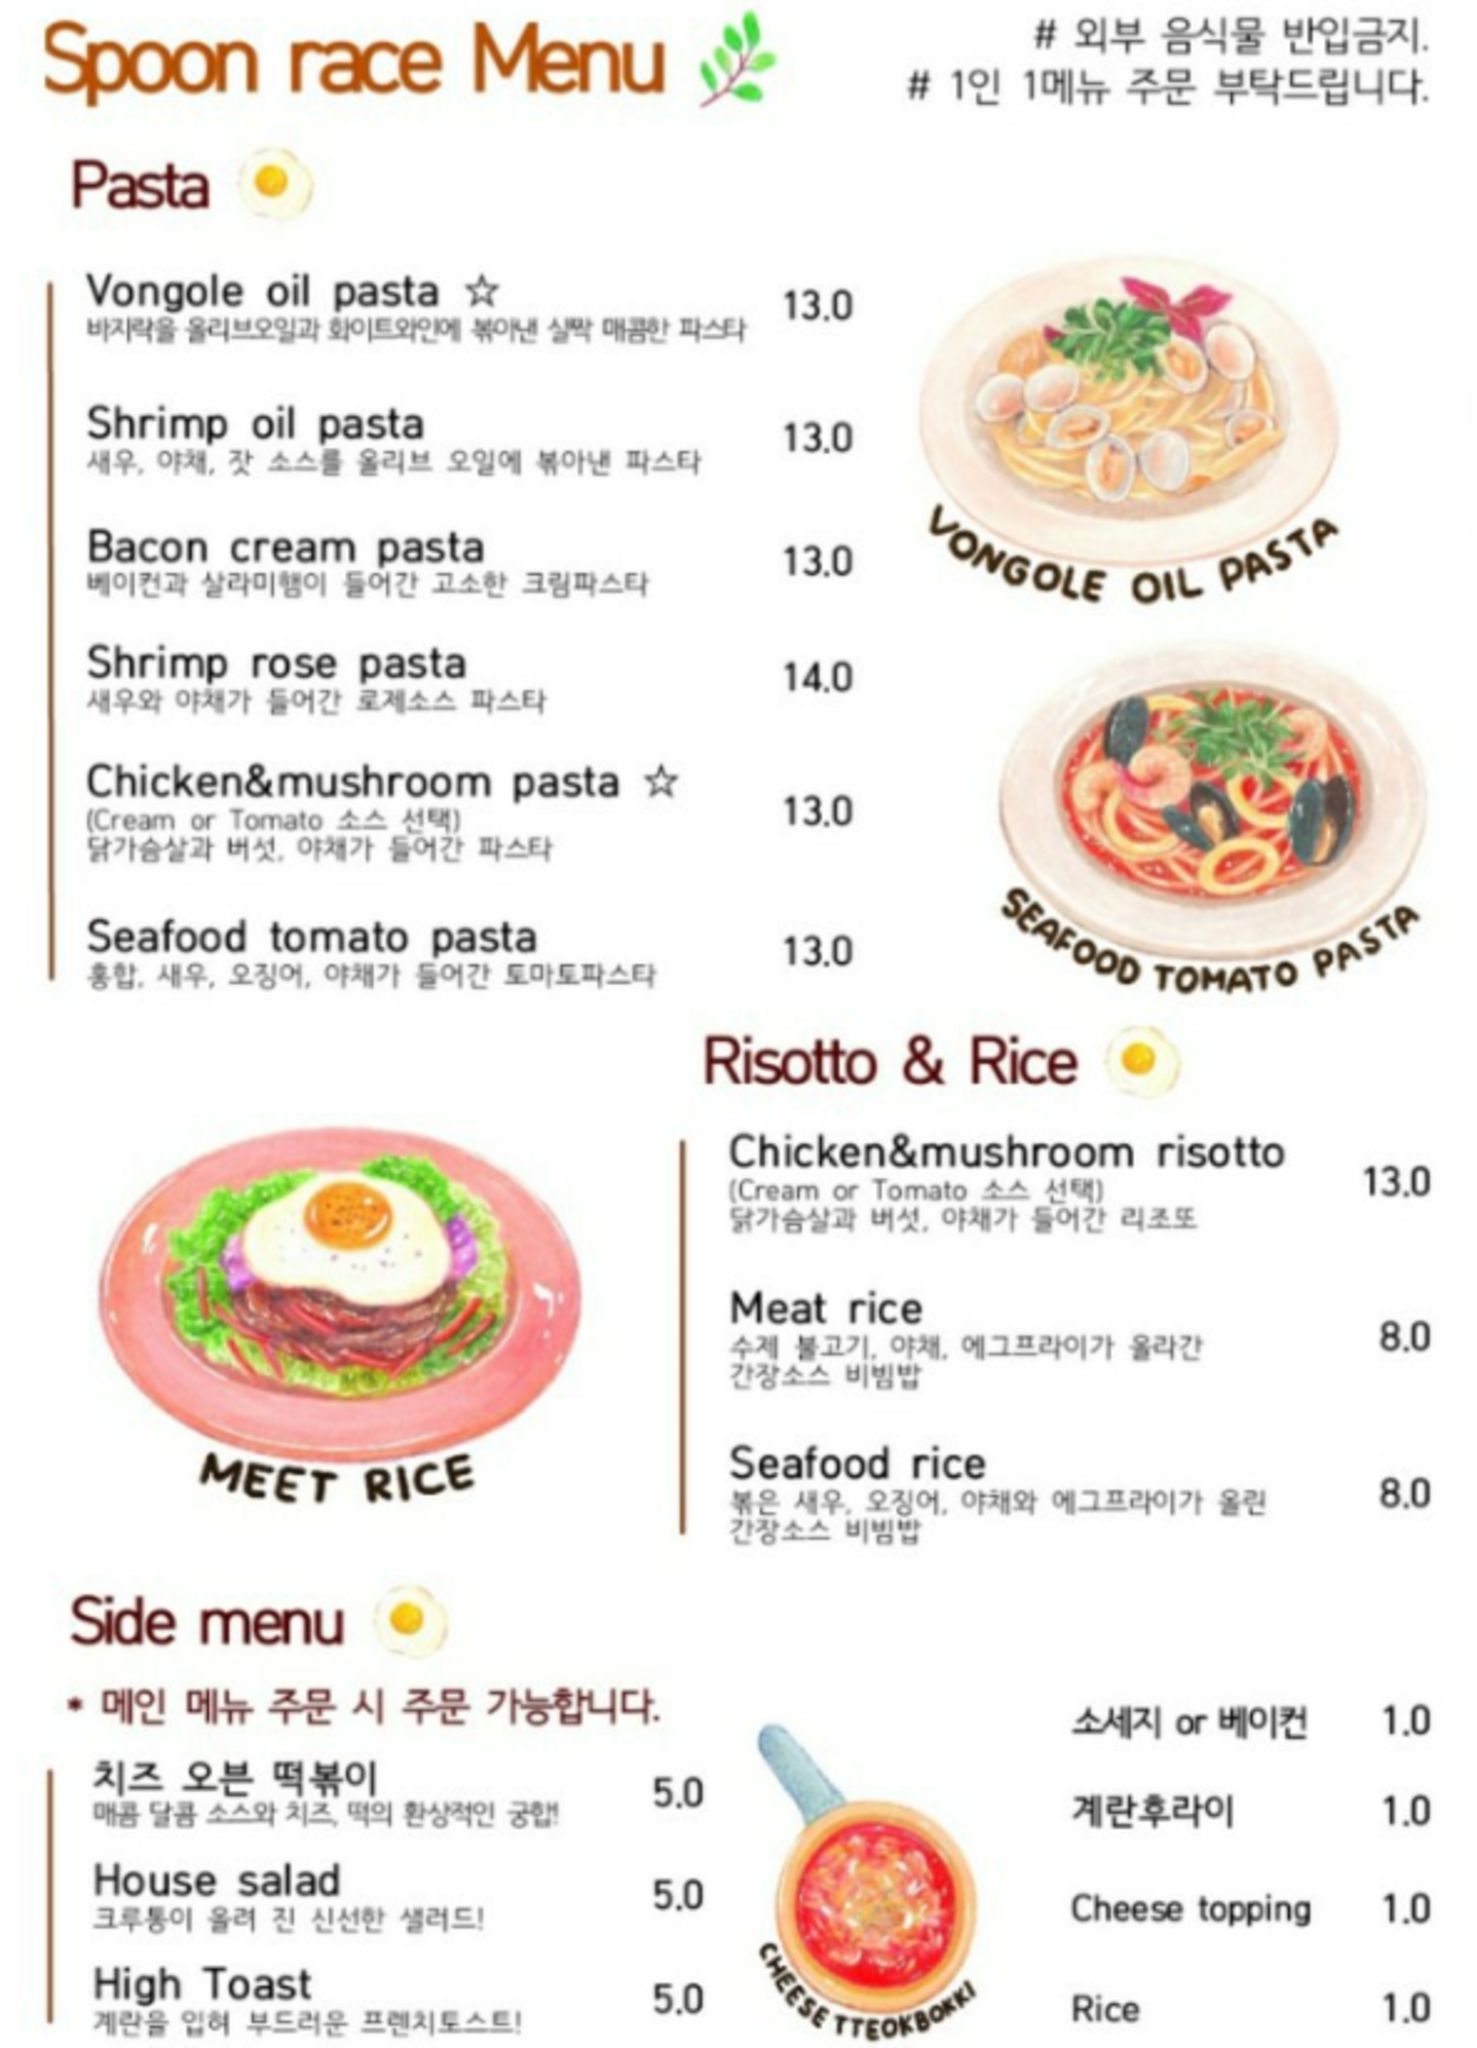 Spoon race Menu
# 외부 음식물 반입금지.
# 1인 1메뉴 주문 부탁드립니다.
Pasta
Vongole oil pasta ☆ 13.0
바지락을 올리브오일과 화이트와인에 볶아낸 살짝 매콤한 파스타
Shrimp oil pasta 13.0
새우, 야채, 잣 소스를 올리브 오일에 볶아낸 파스타
Bacon cream pasta 13.0
베이컨과 살라미햄이 들어간 고소한 크림파스타
Shrimp rose pasta 14.0
새우와 야채가 들어간 로제소스 파스타
Chicken&mushroom pasta ☆ 13.0
(Cream or Tomato 소스 선택)
닭가슴살과 버섯, 야채가 들어간 파스타
Seafood tomato pasta 13.0
홍합, 새우, 오징어, 야채가 들어간 토마토파스타
VONGOLE OIL PASTA
SEAFOOD TOMATO PASTA
Risotto & Rice
Chicken&mushroom risotto 13.0
(Cream or Tomato 소스 선택)
닭가슴살과 버섯, 야채가 들어간 리조또
Meat rice 8.0
수제 불고기, 야채, 에그프라이가 올라간
간장소스 비빔밥
Seafood rice 8.0
볶은 새우, 오징어, 야채와 에그프라이가 올린
간장소스 비빔밥
MEET RICE
Side menu
* 메인 메뉴 주문 시 주문 가능합니다.
치즈 오븐 떡볶이 5.0
매콤 달콤 소스와 치즈, 떡의 환상적인 궁합!
House salad 5.0
크루통이 올려 진 신선한 샐러드!
High Toast 5.0
계란을 입혀 부드러운 프렌치토스트!
CHEESE TTEOKBOKKI
소세지 or 베이컨 1.0
계란후라이 1.0
Cheese topping 1.0
Rice 1.0